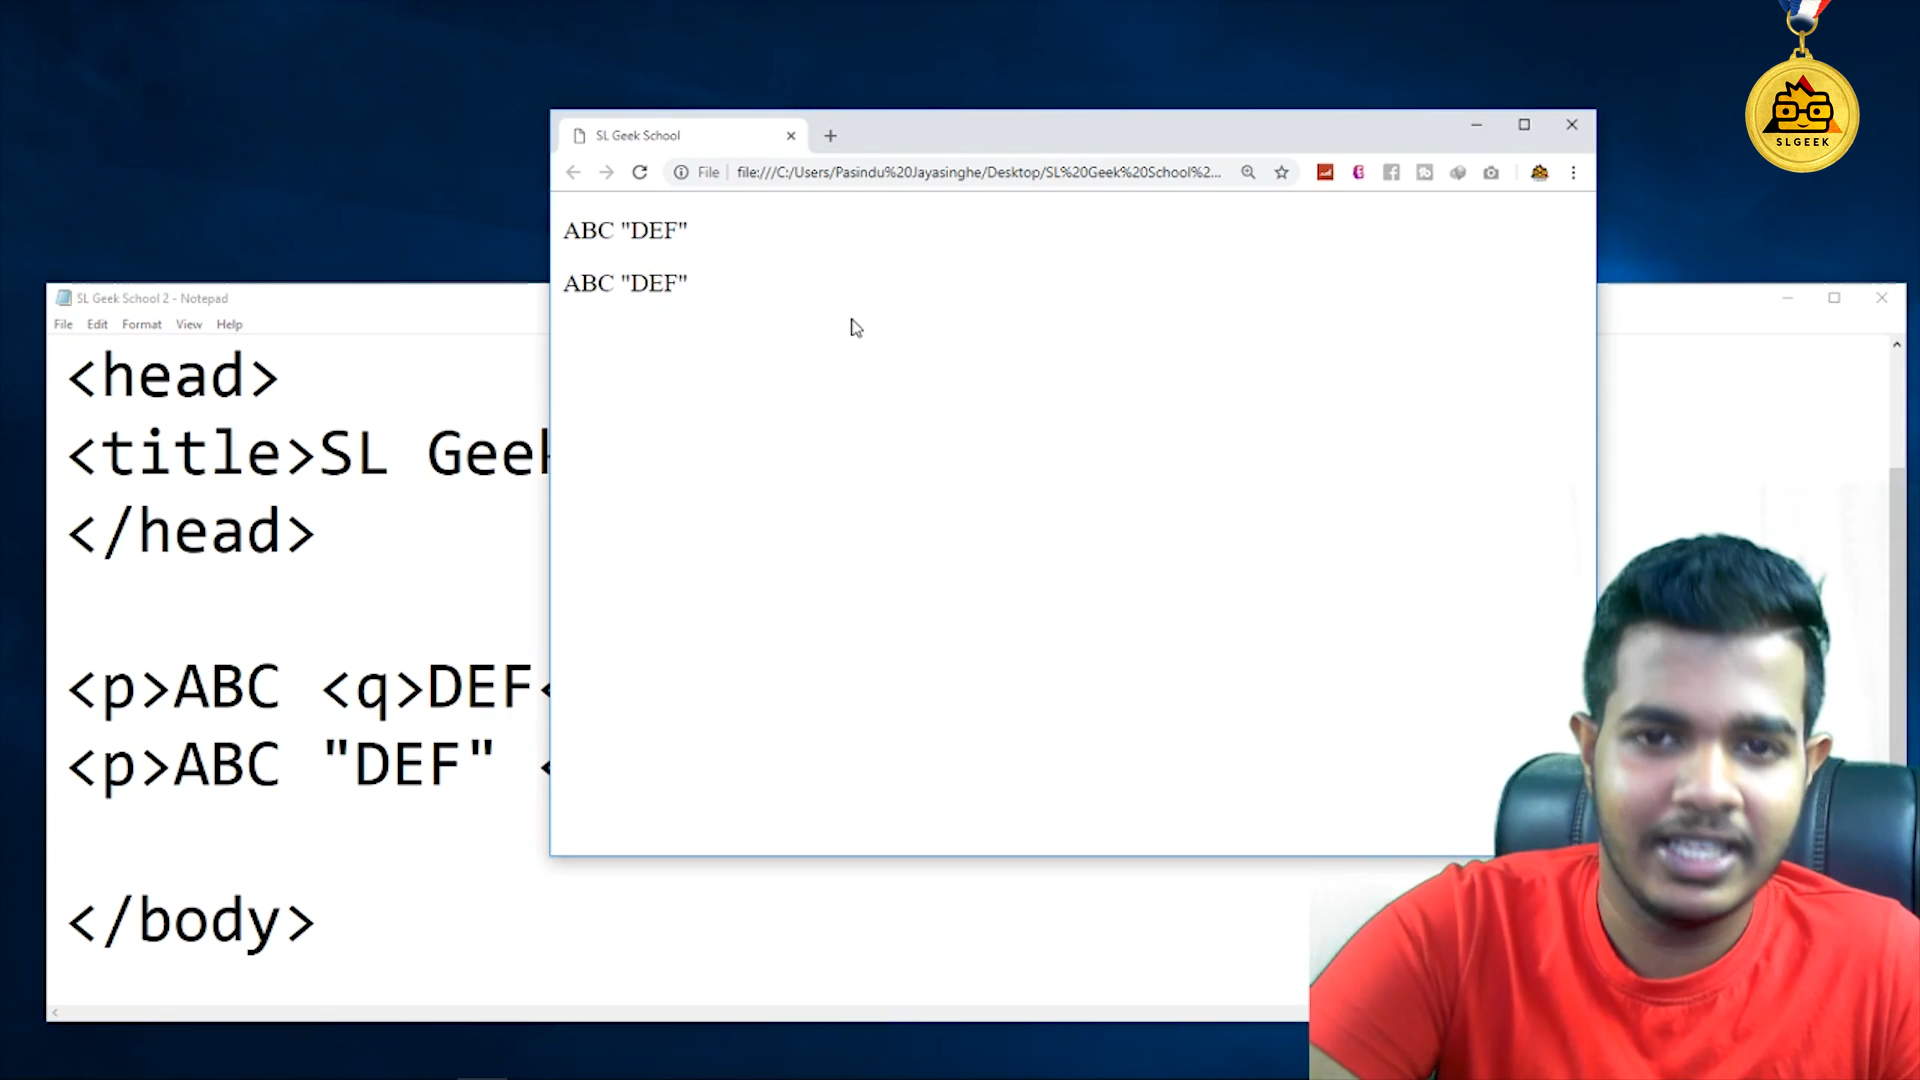 SLGEEK
SL Geek School
File file:///C:/Users/Pasindu%20Jayasinghe/Desktop/SL%20Geek%20School%2...
ABC "DEF"
ABC "DEF"
SL Geek School 2 - Notepad
File Edit Format View Help
<head>
<title>SL Geek
</head>
<p>ABC <q>DEF<
<p>ABC "DEF" <
</body>